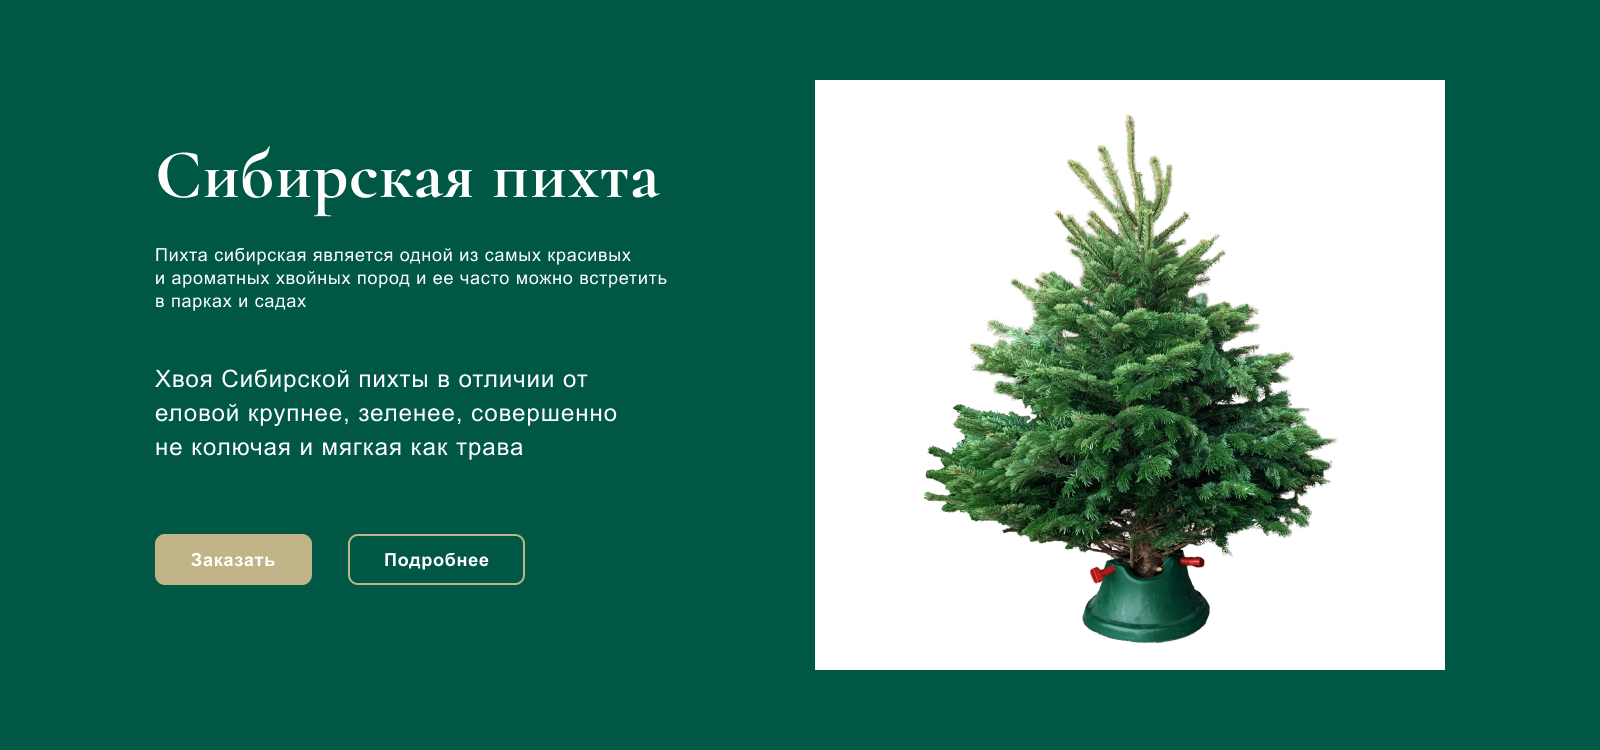 Сибирская пихта
Пихта сибирская является одной из самых красивых
и ароматных хвойных пород и ее часто можно встретить
в парках и садах
Хвоя Сибирской пихты в отличии от
еловой крупнее, зеленее, совершенно
не колючая и мягкая как трава
Заказать
Подробнее